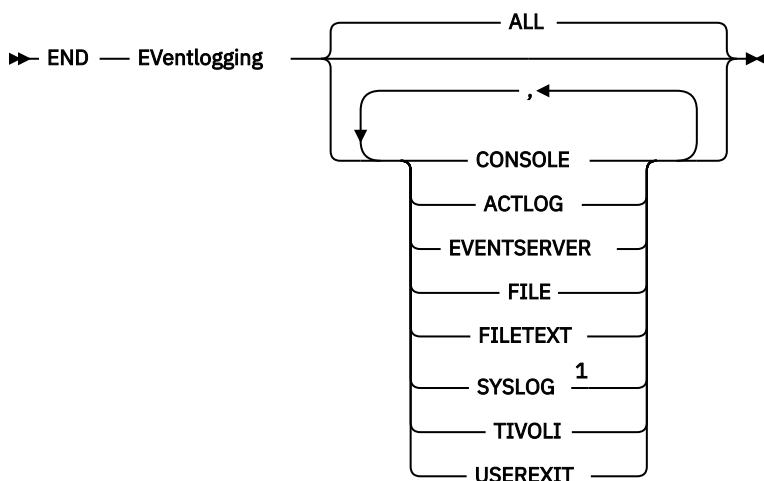 ALL
END EVentlogging
,
CONSOLE
ACTLOG
EVENTSERVER
FILE
FILETEXT
SYSLOG 1
TIVOLI
USEREXIT